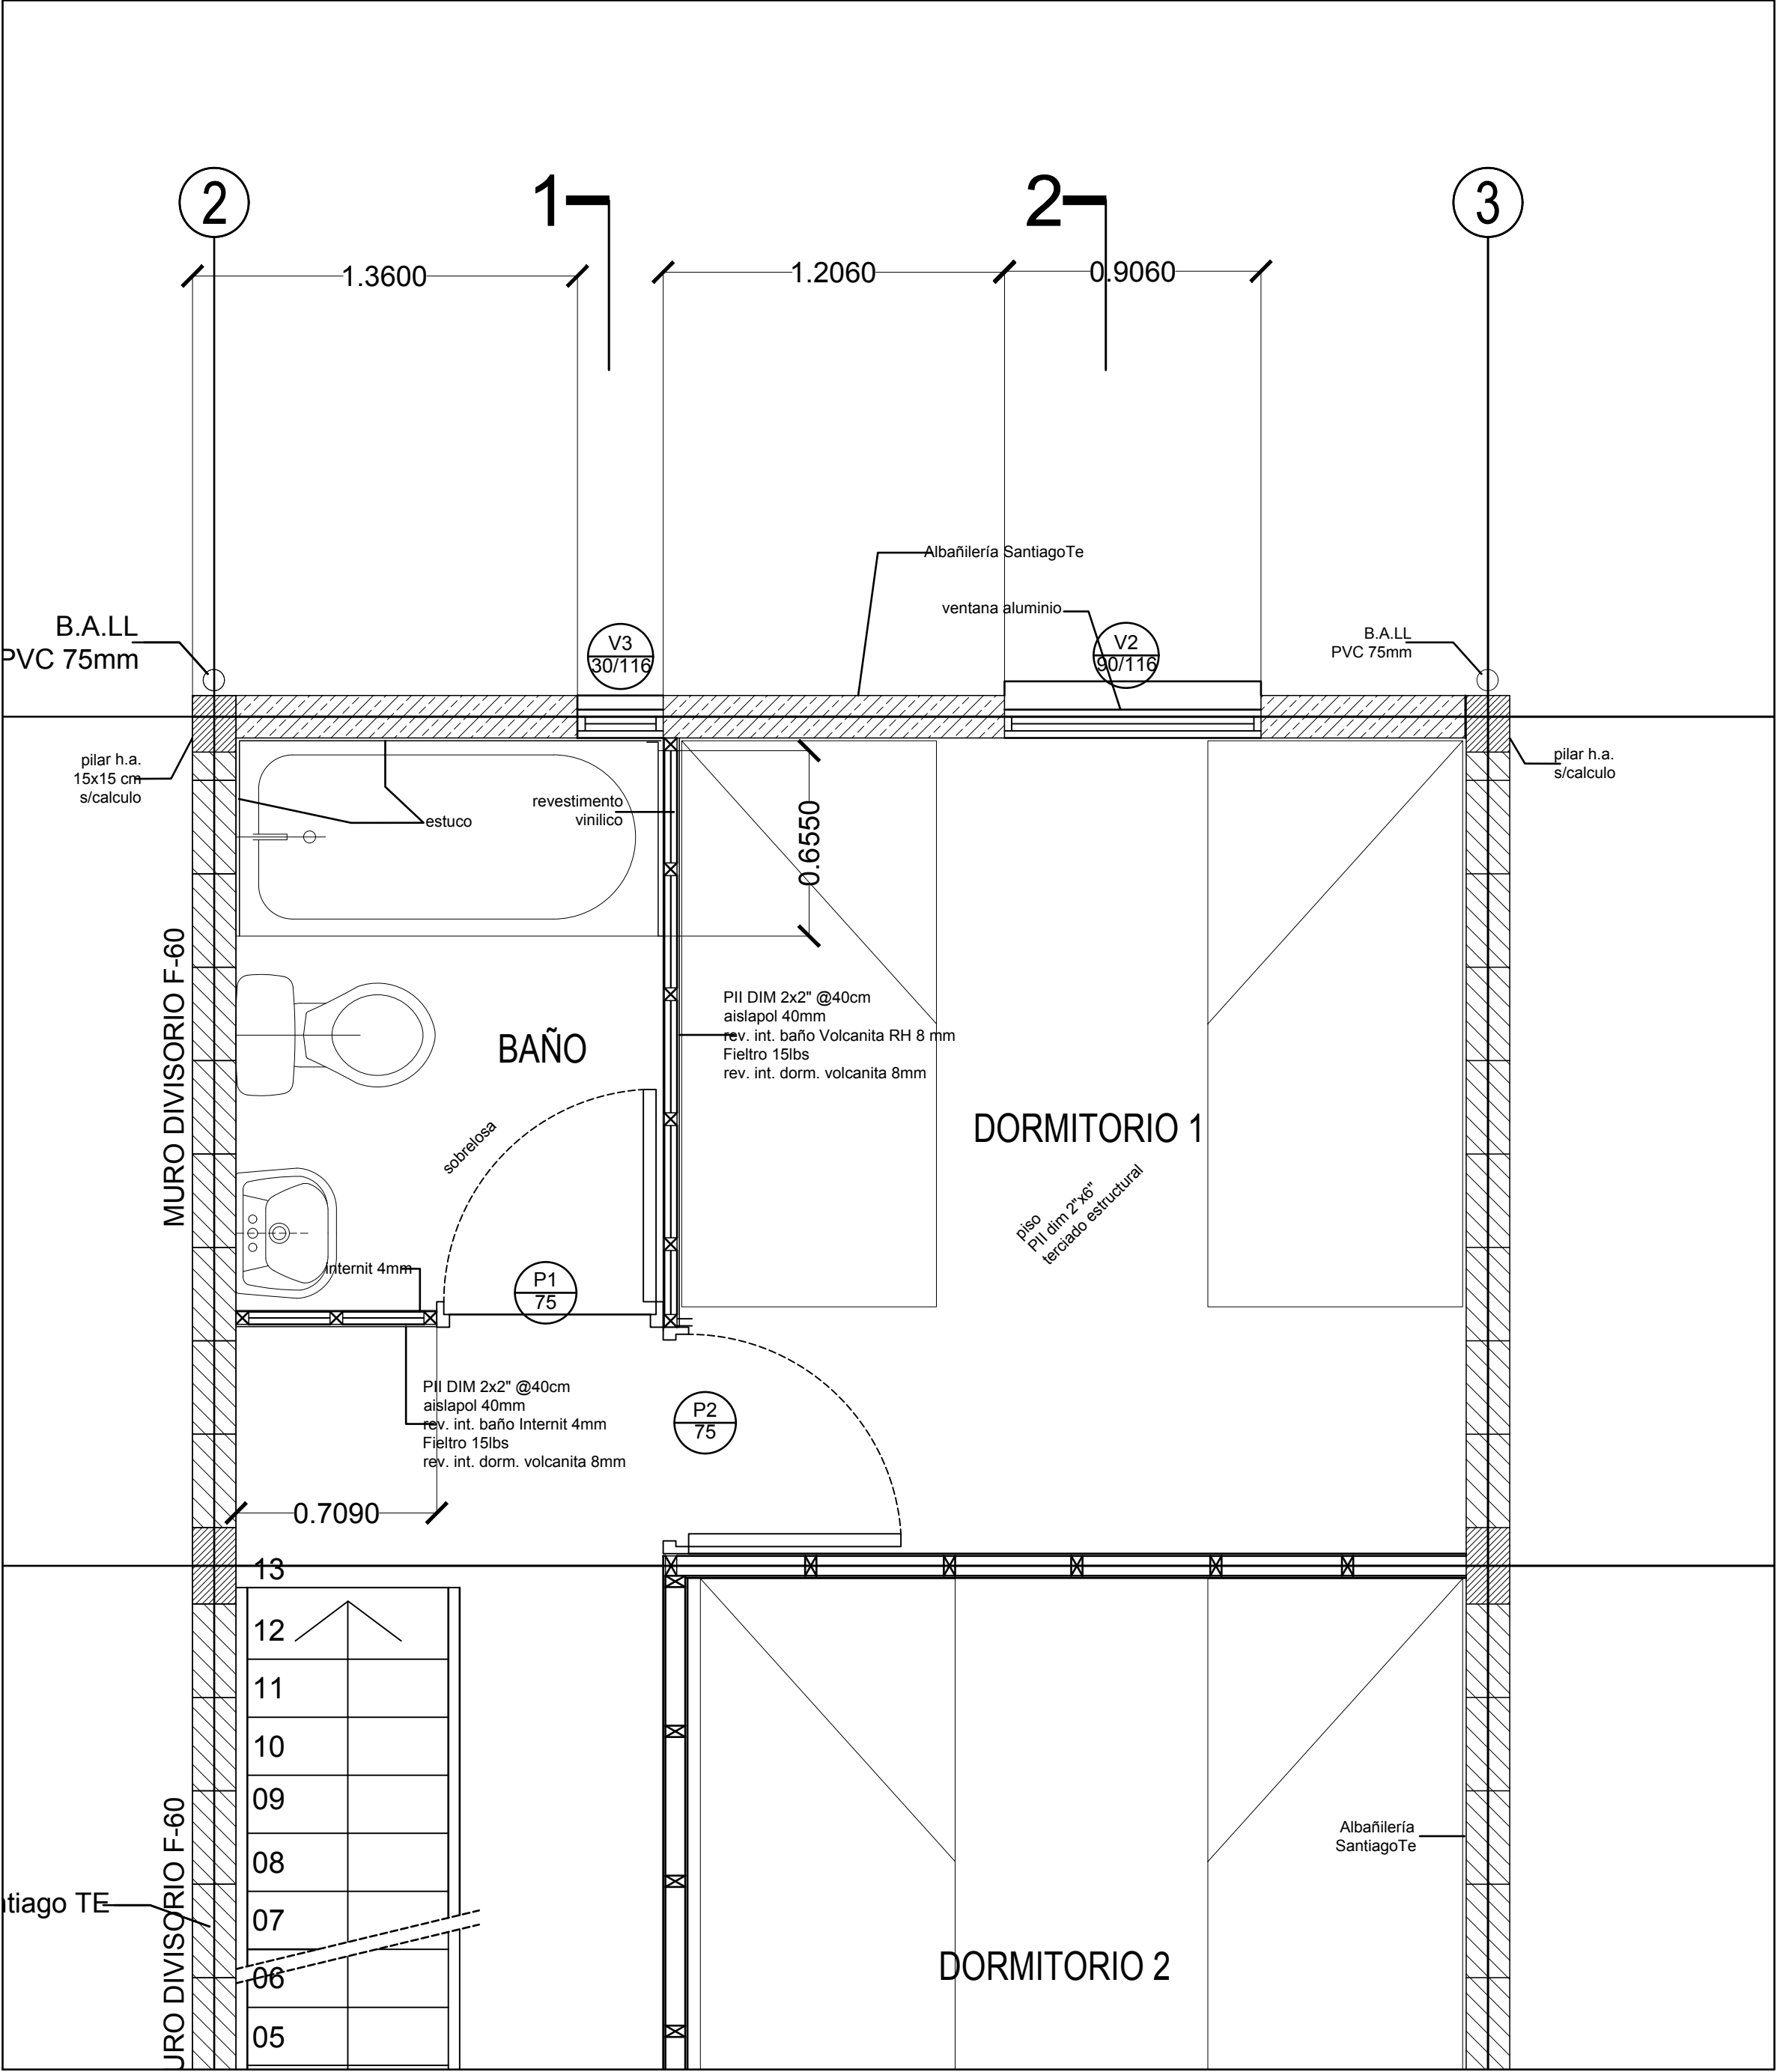 2
1
2
3
1.3600
1.2060
0.9060
Albañilería SantiagoTe
ventana aluminio
B.A.LL
PVC 75mm
V3
30/116
V2
90/116
B.A.LL
PVC 75mm
pilar h.a.
15x15 cm
s/calculo
pilar h.a.
s/calculo
estuco
revestimento
vinilico
0.6550
MURO DIVISORIO F-60
PII DIM 2x2" @40cm
aislapol 40mm
rev. int. baño Volcanita RH 8 mm
Fieltro 15lbs
rev. int. dorm. volcanita 8mm
BAÑO
DORMITORIO 1
sobrelosa
piso
PII dim 2"x6"
terciado estructural
internit 4mm
P1
75
PII DIM 2x2" @40cm
aislapol 40mm
rev. int. baño Internit 4mm
Fieltro 15lbs
rev. int. dorm. volcanita 8mm
P2
75
0.7090
13
12
11
10
09
08
07
06
05
URO DIVISORIO F-60
ntiago TE
Albañilería
SantiagoTe
DORMITORIO 2